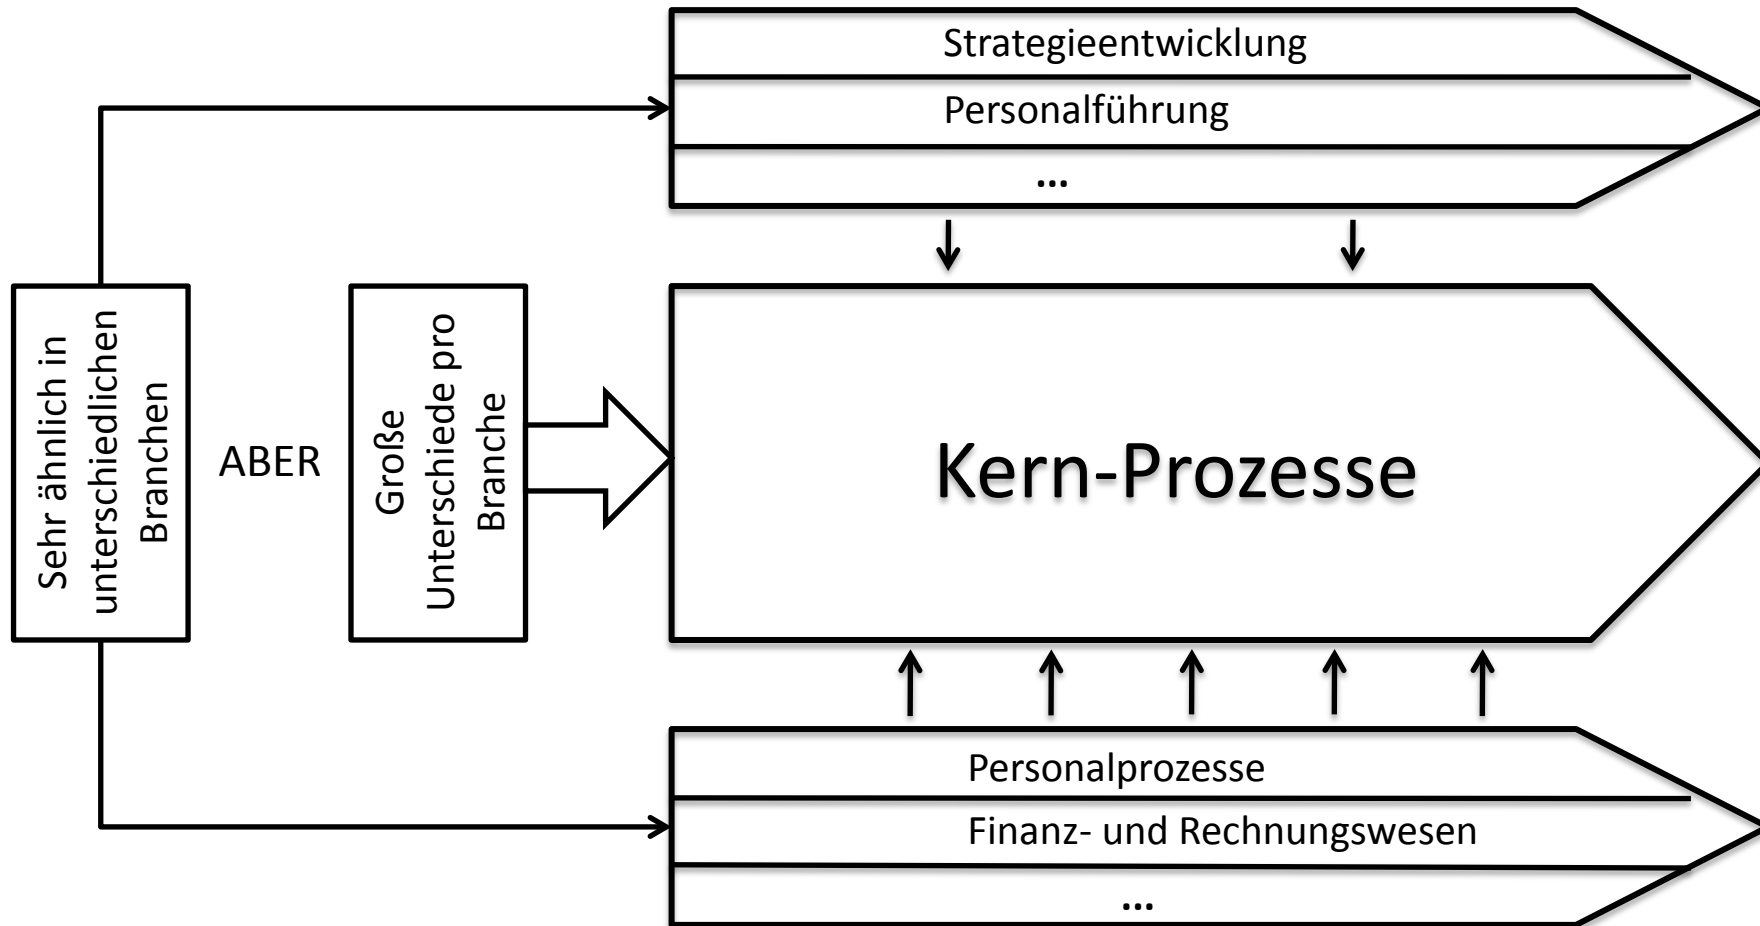 Strategieentwicklung
Personalführung
...
Sehr ähnlich in
unterschiedlichen
Branchen
ABER
Große
Unterschiede pro
Branche
Kern-Prozesse
Personalprozesse
Finanz- und Rechnungswesen
...